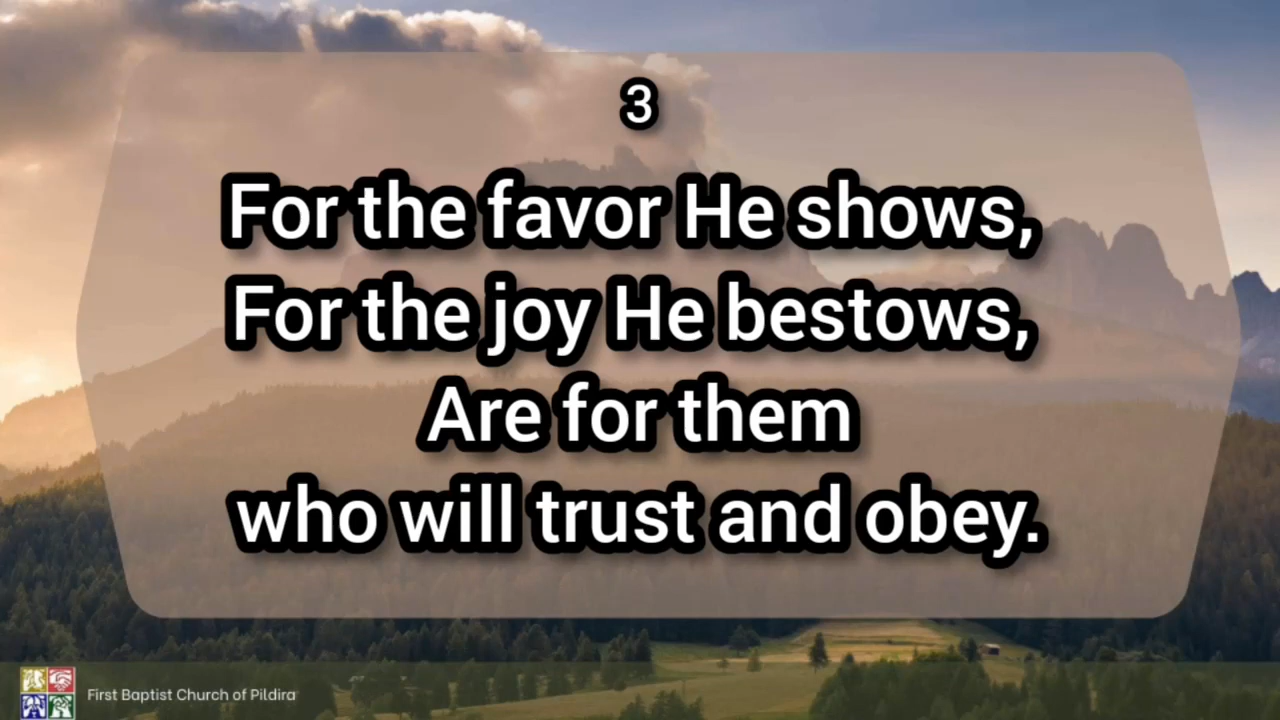 3
For the favor He shows,
For the joy He bestows,
Are for them
who will trust and obey.
First Baptist Church of Pildira